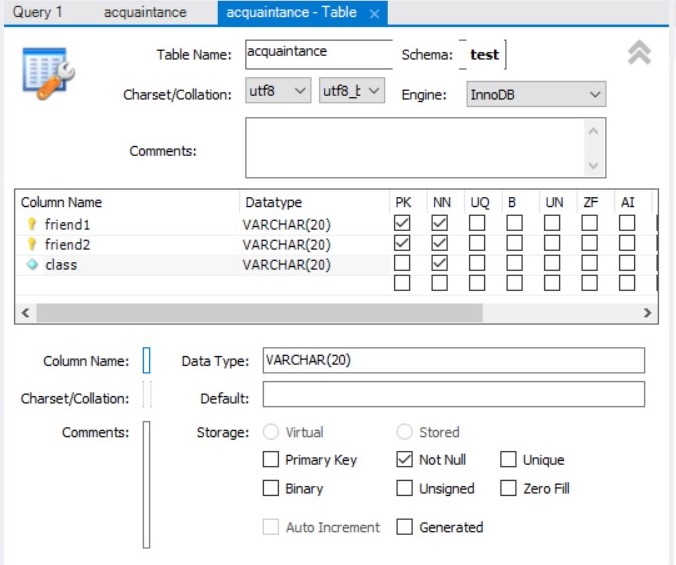 Query 1 acquaintance acquaintance - Table ×
Table Name: acquaintance Schema: test
Charset/Collation: utf8 utf8_b Engine: InnoDB
Comments:
Column Name Datatype PK NN UQ B UN ZF AI
friend1 VARCHAR(20)
friend2 VARCHAR(20)
class VARCHAR(20)
Column Name: Data Type: VARCHAR(20)
Charset/Collation: Default:
Comments: Storage: Virtual Stored
Primary Key Not Null Unique
Binary Unsigned Zero Fill
Auto Increment Generated